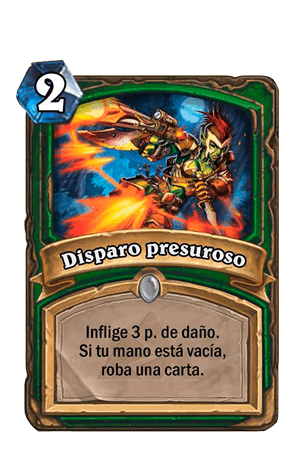 2
Disparo presuroso
Inflige 3 p. de daño.
Si tu mano está vacía,
roba una carta.